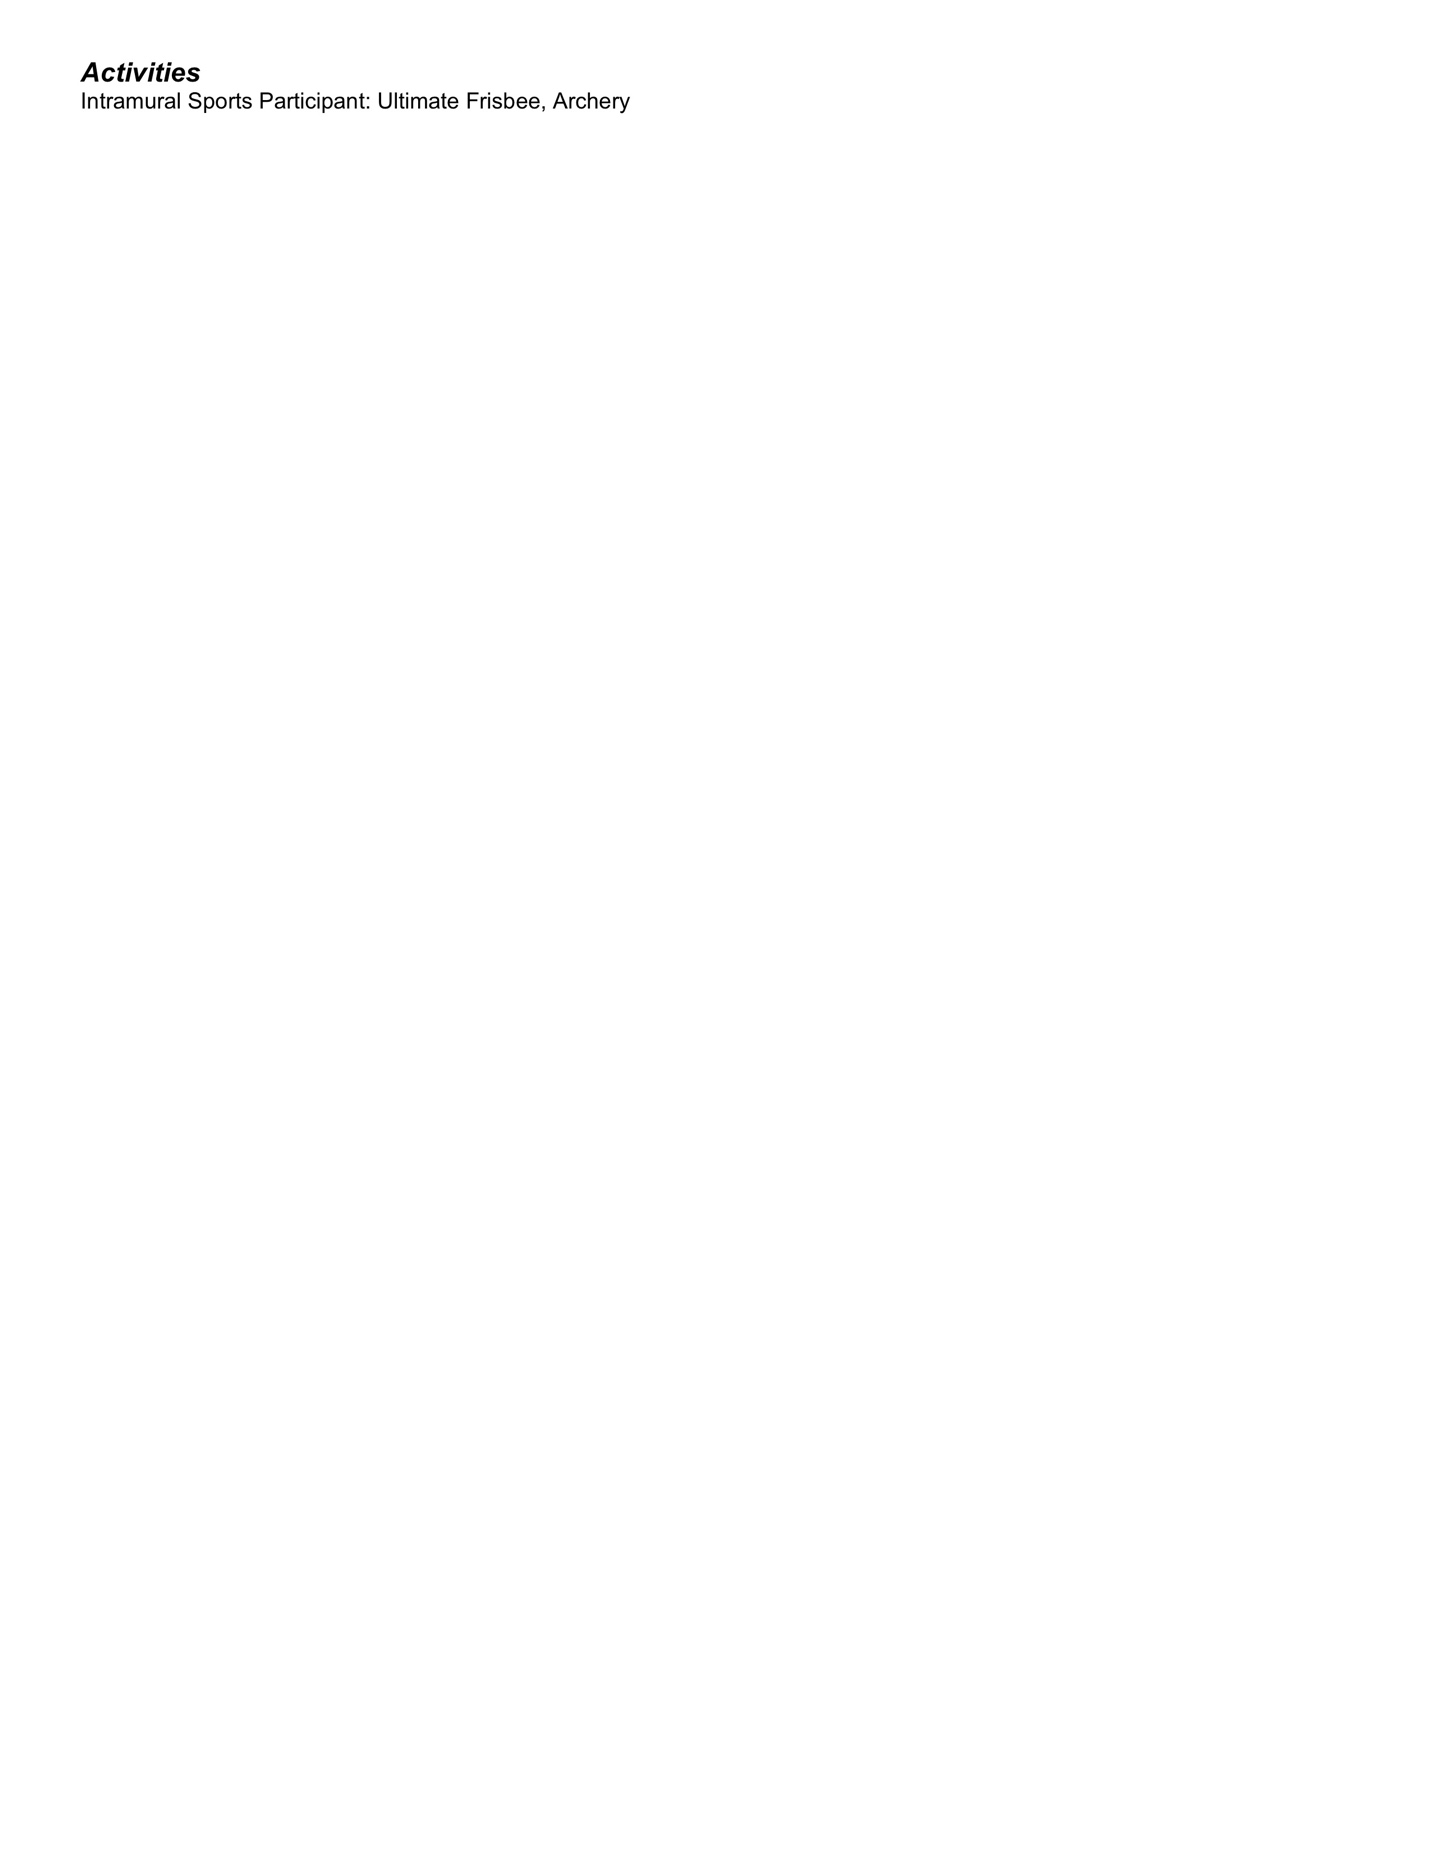 Activities
Intramural Sports Participant: Ultimate Frisbee, Archery